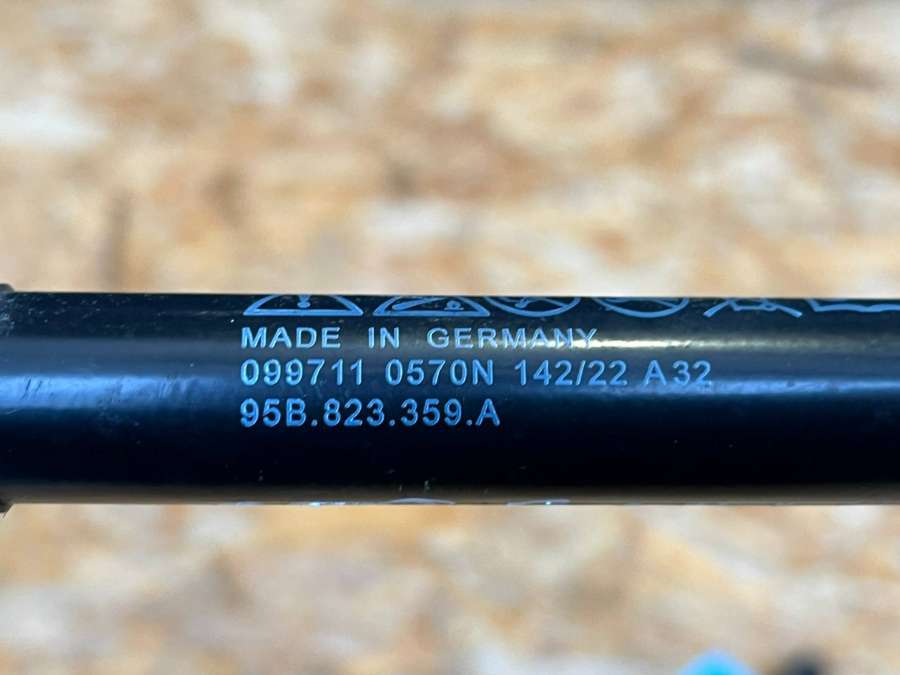 MADE IN GERMANY
099711 0570N 142/22 A32
95B.823.359.A